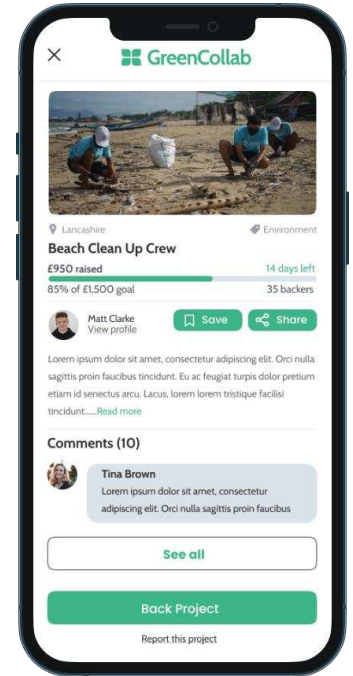 GreenCollab
Lancashire
Environment
Beach Clean Up Crew
£950 raised
14 days left
85% of £1,500 goal
35 backers
Matt Clarke
View profile
Save
Share
Lorem ipsum dolor sit amet, consectetur adipiscing elit. Orci nulla
sagittis proin faucibus tincidunt. Eu ac feugiat turpis dolor pretium
etiam id senectus arcu. Lacus, lorem lorem tristique facilisi
tincidunt......Read more
Comments (10)
Tina Brown
Lorem ipsum dolor sit amet, consectetur
adipiscing elit. Orci nulla sagittis proin faucibus
See all
Back Project
Report this project